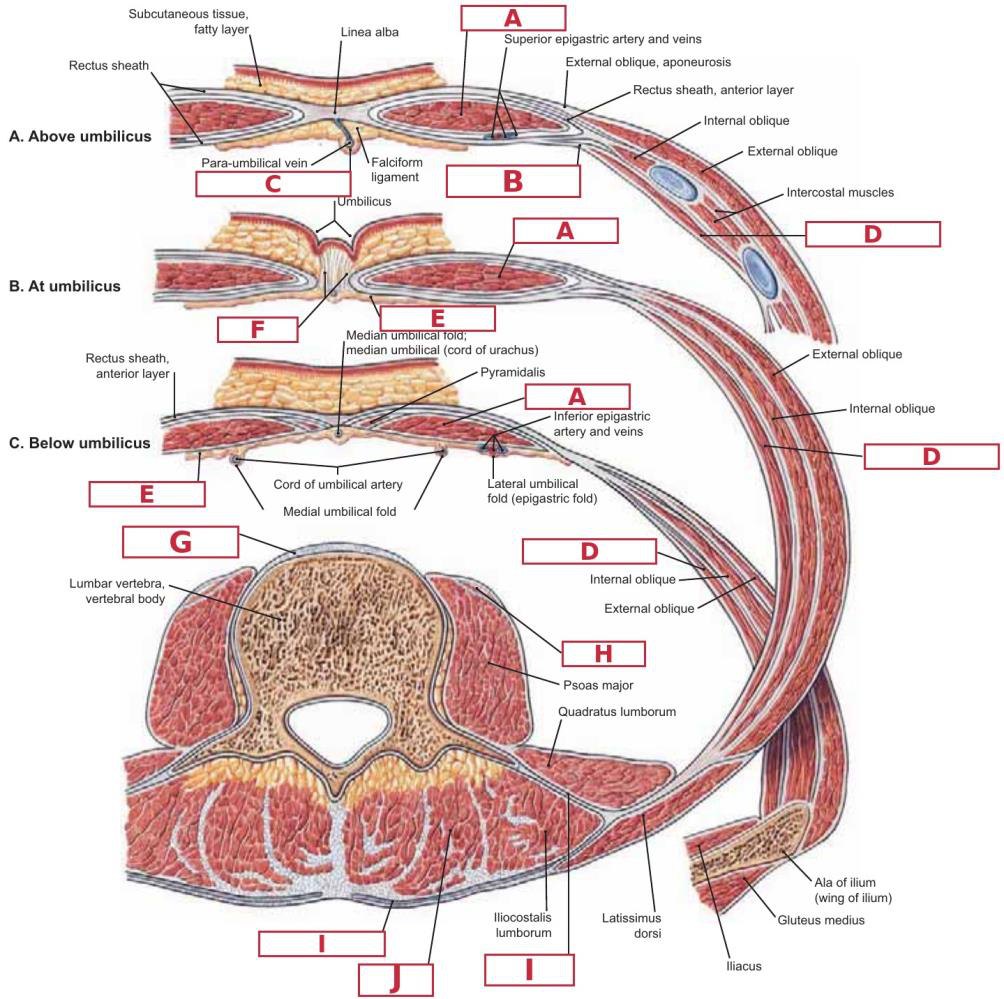 Subcutaneous tissue,
fatty layer
Linea alba
A
Superior epigastric artery and veins
External oblique, aponeurosis
Rectus sheath
Rectus sheath, anterior layer
Internal oblique
A. Above umbilicus
External oblique
Para-umbilical vein
Falciform
ligament
C
B
Intercostal muscles
Umbilicus
D
A
B. At umbilicus
F
E
Median umbilical fold;
median umbilical (cord of urachus)
External oblique
Rectus sheath,
anterior layer
Pyramidalis
A
Internal oblique
Inferior epigastric
artery and veins
C. Below umbilicus
D
E
Cord of umbilical artery
Lateral umbilical
fold (epigastric fold)
Medial umbilical fold
G
D
Internal oblique
Lumbar vertebra,
vertebral body
External oblique
H
Psoas major
Quadratus lumborum
Ala of ilium
(wing of ilium)
Iliocostalis
lumborum
Latissimus
dorsi
Gluteus medius
I
J
I
Iliacus